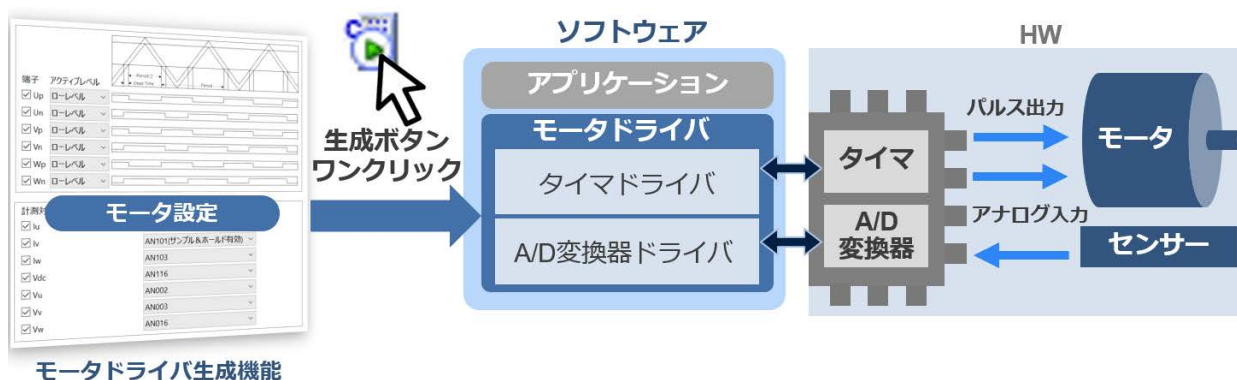 端子 アクティブレベル
Period/2
Dead Time
Period
Up ローレベル
Un ローレベル
Vp ローレベル
Vn ローレベル
Wp ローレベル
Wn ローレベル
モータ設定
計測対
Iu
Iv AN101(サンプル&ホールド有効)
Iw AN103
Vdc AN116
Vu AN002
Vv AN003
Vw AN016
モータドライバ生成機能
生成ボタン
ワンクリック
ソフトウェア
アプリケーション
モータドライバ
タイマドライバ
A/D変換器ドライバ
HW
タイマ
A/D
変換器
パルス出力
アナログ入力
モータ
センサー